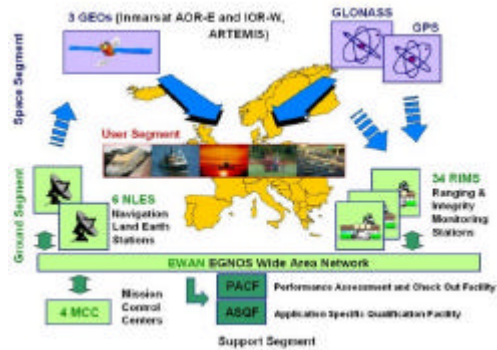 3 GEOs (Inmarsat AOR-E and IOR-W,
ARTEMIS)
GLONASS
GPS
Space Segment
User Segment
Ground Segment
6 NLES
Navigation
Land Earth
Stations
34 RIMS
Ranging &
Integrity
Monitoring
Stations
EWAN EGNOS Wide Area Network
4 MCC
Mission
Control
Centers
PACF
Performance Assessment and Check Out Facility
ASQF
Application Specific Qualification Facility
Support Segment